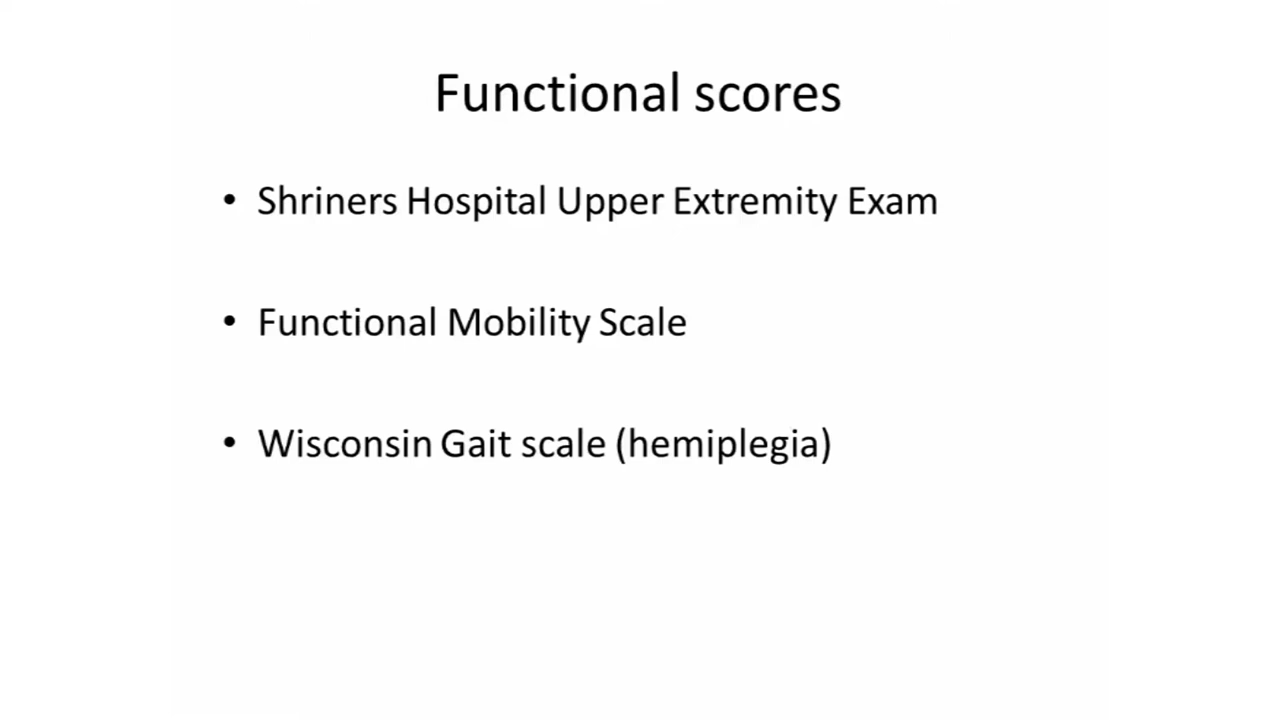 Functional scores
• Shriners Hospital Upper Extremity Exam
• Functional Mobility Scale
• Wisconsin Gait scale (hemiplegia)